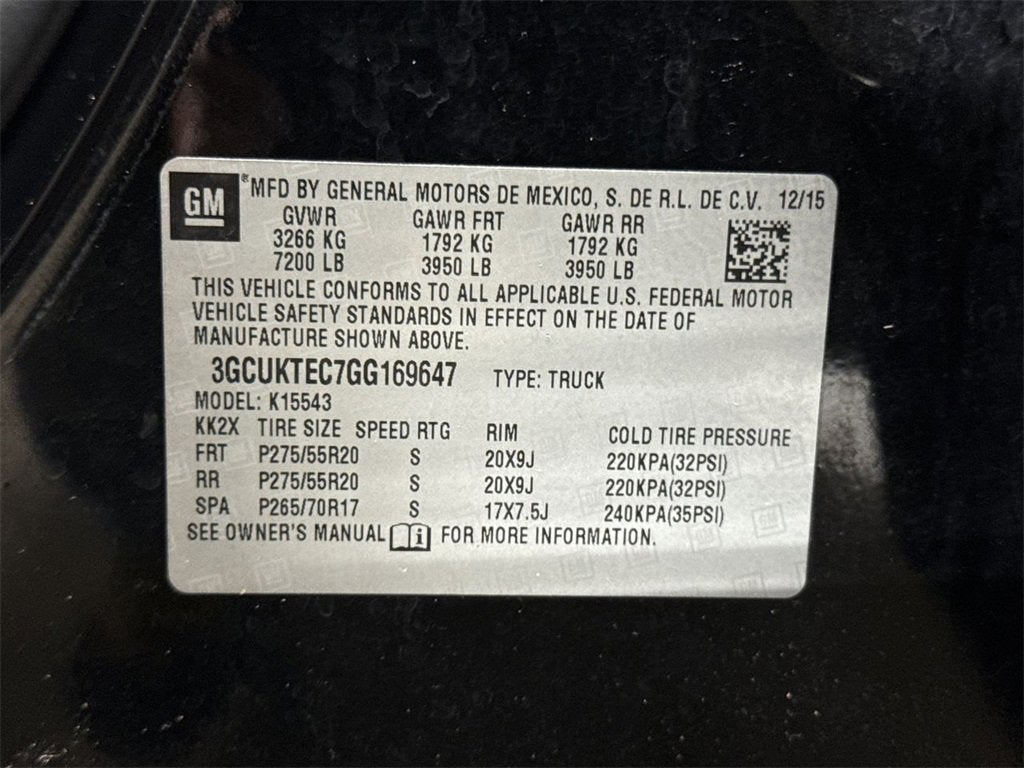 GM ® MFD BY GENERAL MOTORS DE MEXICO, S. DE R.L. DE C.V. 12/15
GVWR GAWR FRT GAWR RR
3266 KG 1792 KG 1792 KG
7200 LB 3950 LB 3950 LB
THIS VEHICLE CONFORMS TO ALL APPLICABLE U.S. FEDERAL MOTOR
VEHICLE SAFETY STANDARDS IN EFFECT ON THE DATE OF
MANUFACTURE SHOWN ABOVE.
3GCUKTEC7GG169647 TYPE: TRUCK
MODEL: K15543
KK2X TIRE SIZE SPEED RTG RIM COLD TIRE PRESSURE
FRT P275/55R20 S 20X9J 220KPA(32PSI)
RR P275/55R20 S 20X9J 220KPA(32PSI)
SPA P265/70R17 S 17X7.5J 240KPA(35PSI)
SEE OWNER'S MANUAL i FOR MORE INFORMATION.